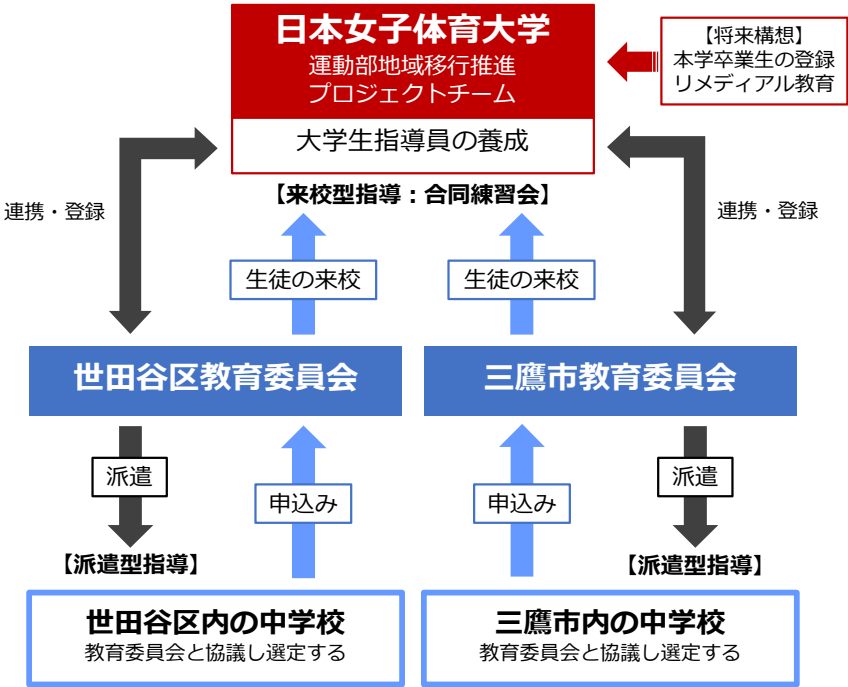 日本女子体育大学
運動部地域移行推進
プロジェクトチーム
大学生指導員の養成
【将来構想】
本学卒業生の登録
リメディアル教育
【来校型指導：合同練習会】
連携・登録
連携・登録
生徒の来校
生徒の来校
世田谷区教育委員会
三鷹市教育委員会
派遣
申込み
申込み
派遣
【派遣型指導】
【派遣型指導】
世田谷区内の中学校
教育委員会と協議し選定する
三鷹市内の中学校
教育委員会と協議し選定する